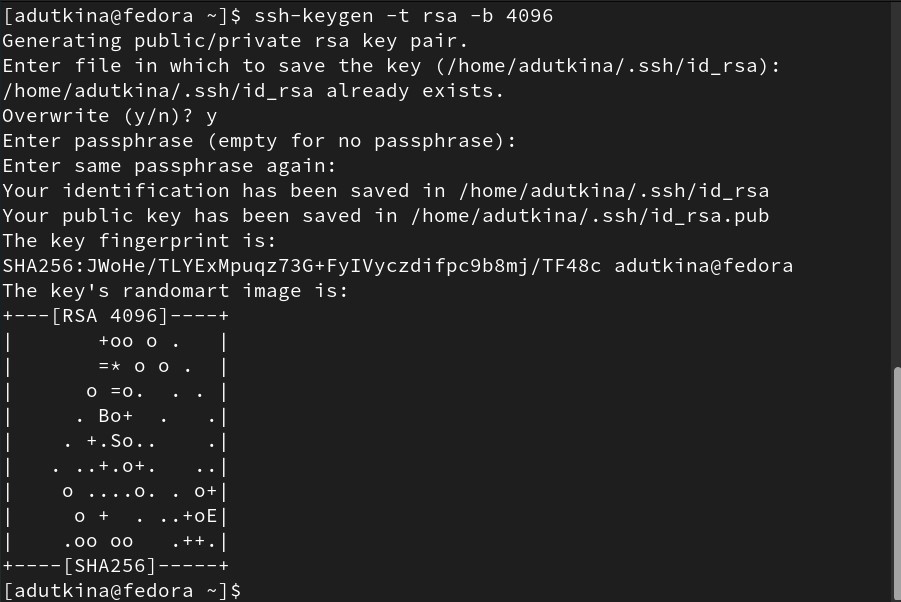 [adutkina@fedora ~]$ ssh-keygen -t rsa -b 4096
Generating public/private rsa key pair.
Enter file in which to save the key (/home/adutkina/.ssh/id_rsa):
/home/adutkina/.ssh/id_rsa already exists.
Overwrite (y/n)? y
Enter passphrase (empty for no passphrase):
Enter same passphrase again:
Your identification has been saved in /home/adutkina/.ssh/id_rsa
Your public key has been saved in /home/adutkina/.ssh/id_rsa.pub
The key fingerprint is:
SHA256:JWoHe/TLYExMpuqz73G+FyIVyczdifpc9b8mj/TF48c adutkina@fedora
The key's randomart image is:
+---[RSA 4096]----+
|       +oo o .   |
|       =* o o .  |
|      o =o.  . . |
|     . Bo+  .   .|
|    . +.So..    .|
|   . ..+.o+.   ..|
|    o ....o. . o+|
|     o +  . ..+oE|
|    .oo oo   .++.|
+----[SHA256]-----+
[adutkina@fedora ~]$